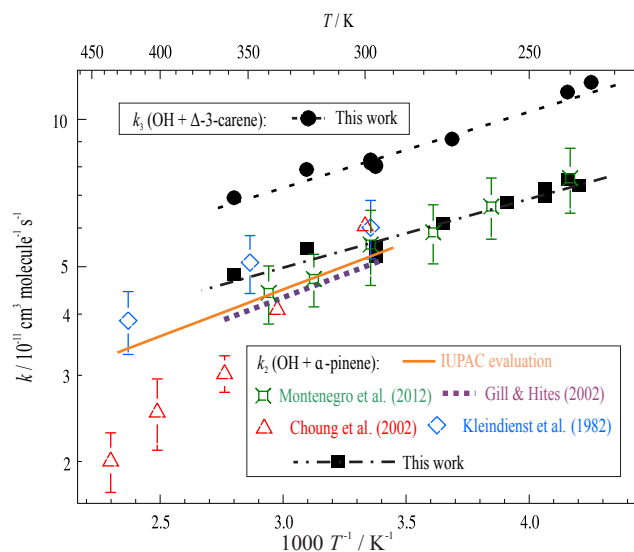 T / K
450
400
350
300
250
k₃ (OH + Δ-3-carene): This work
10
5
4
3
2
k / 10⁻¹¹ cm³ molecule⁻¹ s⁻¹
k₂ (OH + α-pinene): IUPAC evaluation
Montenegro et al. (2012) Gill & Hites (2002)
Choung et al. (2002) Kleindienst et al. (1982)
This work
2.5 3.0 3.5 4.0
1000 T⁻¹ / K⁻¹